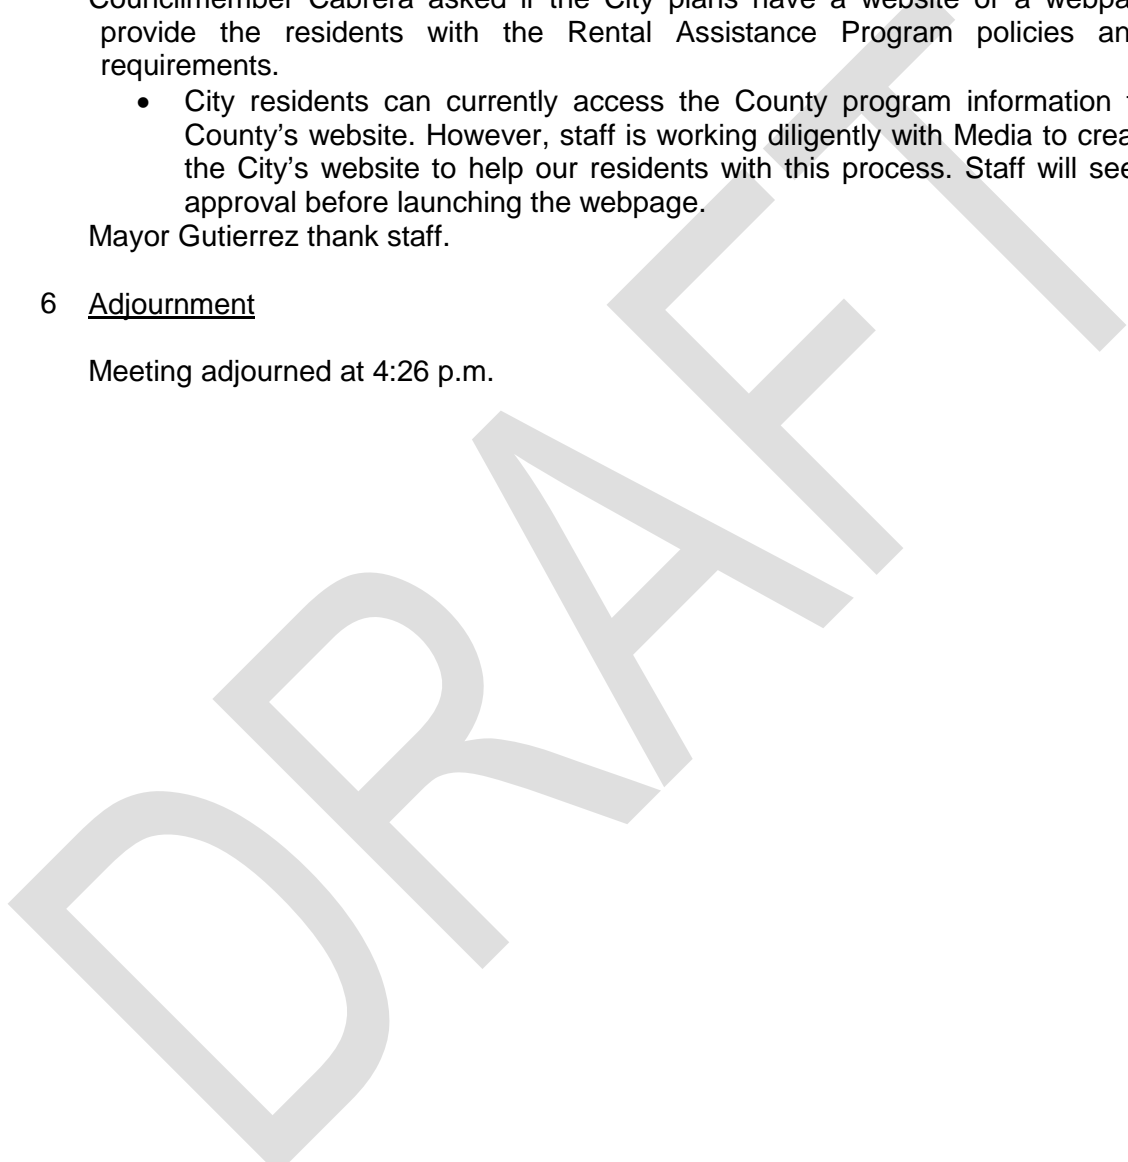 Councilmember Cabrera asked if the City plans have a website or a
provide the residents with the Rental Assistance Program policies
requirements.
• City residents can currently access the County program information
County's website. However, staff is working diligently with Media to
the City's website to help our residents with this process. Staff will
approval before launching the webpage.
Mayor Gutierrez thank staff.
6 Adjournment
Meeting adjourned at 4:26 p.m.
DRAFT